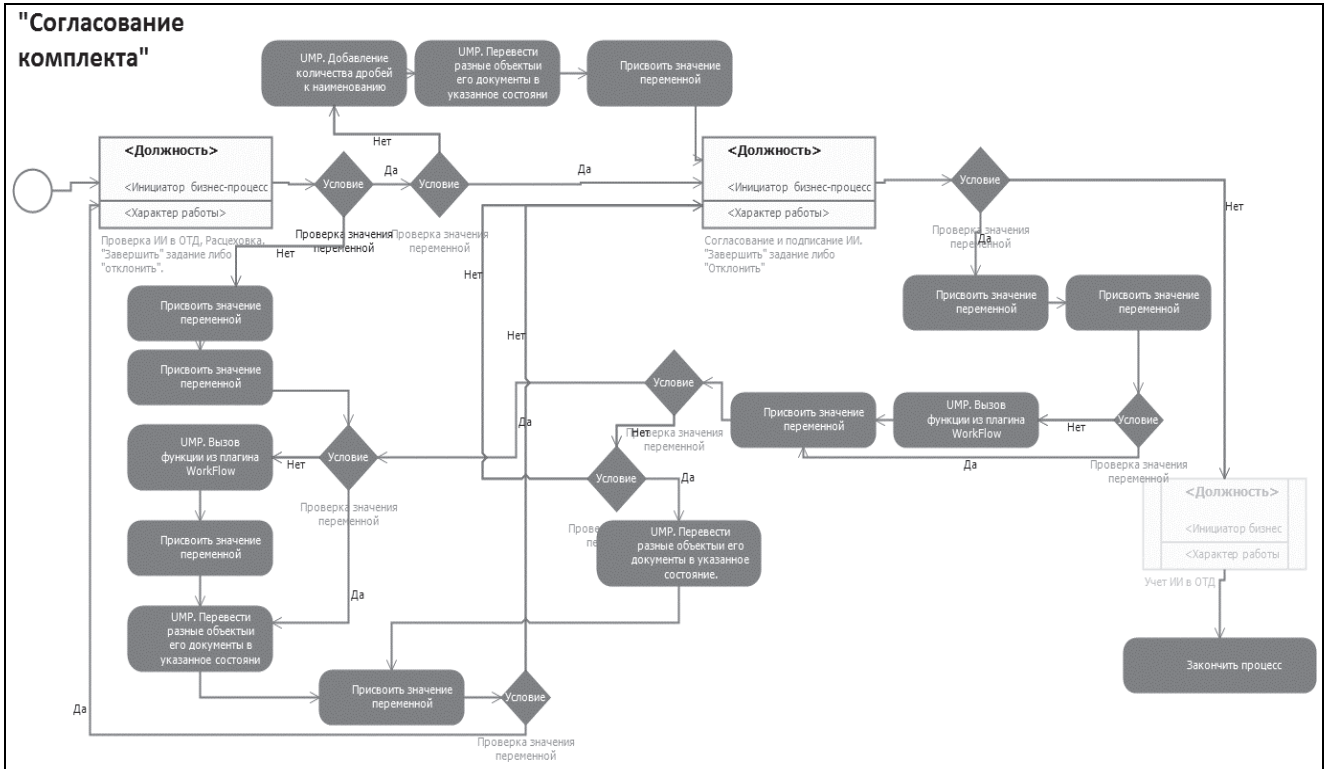 "Согласование
комплекта"
UMP. Добавление
количества дробей
к наименованию
UMP. Перевести
разные объектыи
его документы в
указанное состояни
Присвоить значение
переменной
Нет
<Должность>
<Инициатор бизнес-процесс
<Характер работы>
Проверка ИИ в ОТД, Расцеховка.
"Завершить" задание либо
"отклонить".
Условие
Да
Условие
Да
Проверка значения
переменной
Проверка значения
переменной
Нет
<Должность>
<Инициатор бизнес-процесс
<Характер работы>
Согласование и подписание ИИ.
"Завершить" задание либо
"Отклонить"
Условие
Нет
Проверка значения
переменной
Да
Нет
Присвоить значение
переменной
Присвоить значение
переменной
Присвоить значение
переменной
Нет
Присвоить значение
переменной
Условие
Присвоить значение
переменной
UMP. Вызов
функции из плагина
WorkFlow
Нет
Условие
Да
Проверка значения
переменной
Да
Нет
Проверка значения
переменной
UMP. Вызов
функции из плагина
WorkFlow
Нет
Условие
Проверка значения
переменной
Условие
Да
<Должность>
<Инициатор бизнес
<Характер работы
Учет ИИ в ОТД
Присвоить значение
переменной
UMP. Перевести
разные объектыи его
документы в указанное
состояние.
Да
UMP. Перевести
разные объектыи
его документы в
указанное состояни
Закончить процесс
Присвоить значение
переменной
Условие
Да
Проверка значения
переменной